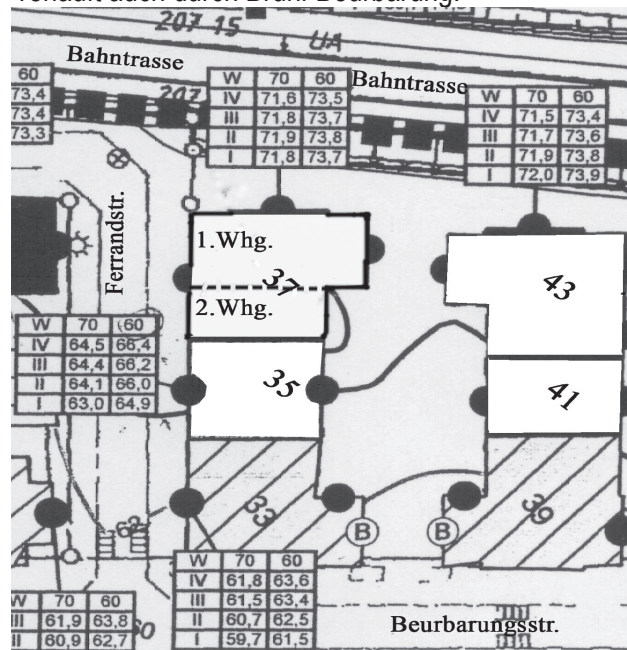 207 15
UA
Bahntrasse
Bahntrasse
60
73,4
73,4
73,3
207
W 70 60
IV 71,6 73,5
III 71,8 73,7
II 71,9 73,8
I 71,8 73,7
W 70 60
IV 71,5 73,4
III 71,7 73,6
II 71,9 73,8
I 72,0 73,9
Ferrandstr.
1.Whg.
37
2.Whg.
43
W 70 60
IV 64,5 66,4
III 64,4 66,2
II 64,1 66,0
I 63,0 64,9
35
41
33
39
B
B
62
W 70 60
IV 61,8 63,6
III 61,5 63,4
II 60,7 62,5
I 59,7 61,5
W 70 60
III 61,9 63,8
II 60,9 62,7
60
Beurbarungsstr.